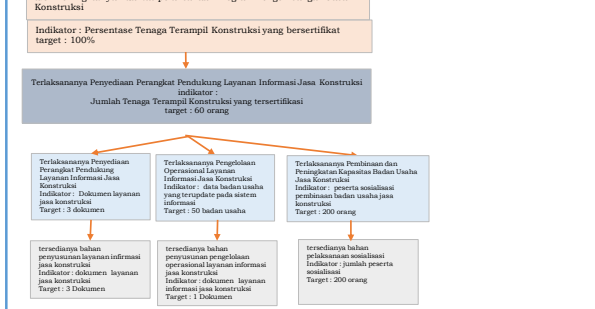 Konstruksi
Indikator : Persentase Tenaga Terampil Konstruksi yang bersertifikat
target : 100%
Terlaksananya Penyediaan Perangkat Pendukung Layanan Informasi Jasa Konstruksi
indikator :
Jumlah Tenaga Terampil Konstruksi yang tersertifikasi
target : 60 orang
Terlaksananya Penyediaan
Perangkat Pendukung
Layanan Informasi Jasa
Konstruksi
Indikator : Dokumen layanan
jasa konstruksi
Target : 3 dokumen
Terlaksananya Pengelolaan
Operasional Layanan
Informasi Jasa Konstruksi
Indikator : data badan usaha
yang terupdate pada sistem
informasi
Target : 50 badan usaha
Terlaksananya Pembinaan dan
Peningkatan Kapasitas Badan Usaha
Jasa Konstruksi
Indikator : peserta sosialisasi
pembinaan badan usaha jasa
konstruksi
Target : 200 orang
tersedianya bahan
penyusunan layanan infirmasi
jasa konstruksi
Indikator : dokumen layanan
jasa konstruksi
Target : 3 Dokumen
tersedianya bahan
penyusunan pengelolaan
operasional layanan informasi
jasa konstruksi
Indikator : dokumen layanan
informasi jasa konstruksi
Target : 1 Dokumen
tersedianya bahan
pelaksanaan sosialisasi
Indikator : jumlah peserta
sosialisasi
Target : 200 orang